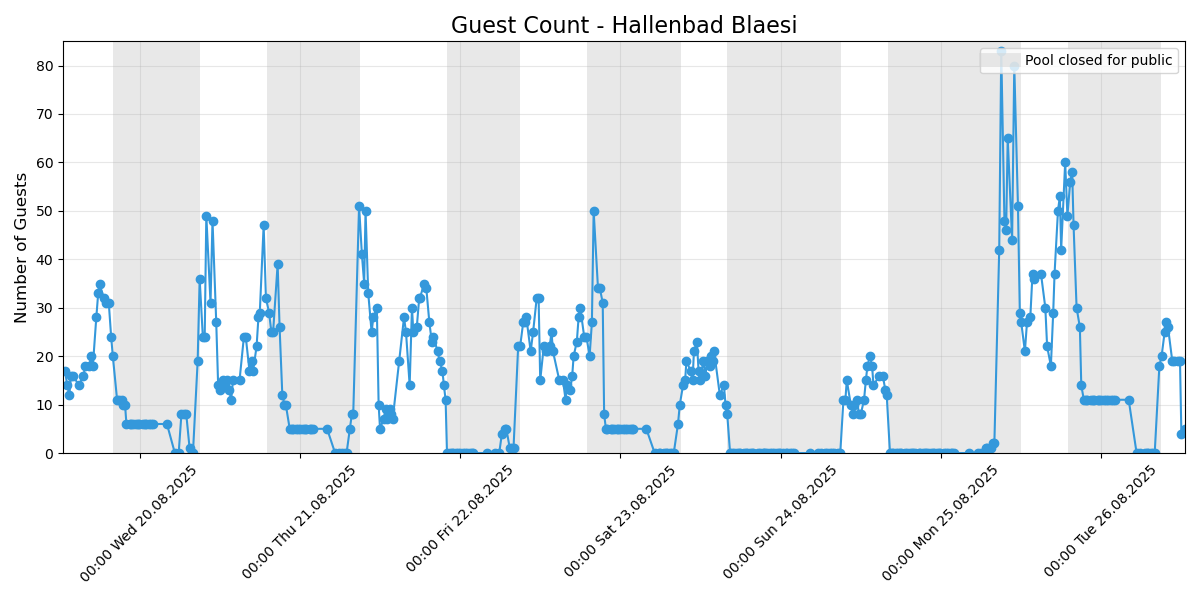 Guest Count - Hallenbad Blaesi
Number of Guests
80
70
60
50
40
30
20
10
0
Pool closed for public
00:00 Wed 20.08.2025
00:00 Thu 21.08.2025
00:00 Fri 22.08.2025
00:00 Sat 23.08.2025
00:00 Sun 24.08.2025
00:00 Mon 25.08.2025
00:00 Tue 26.08.2025